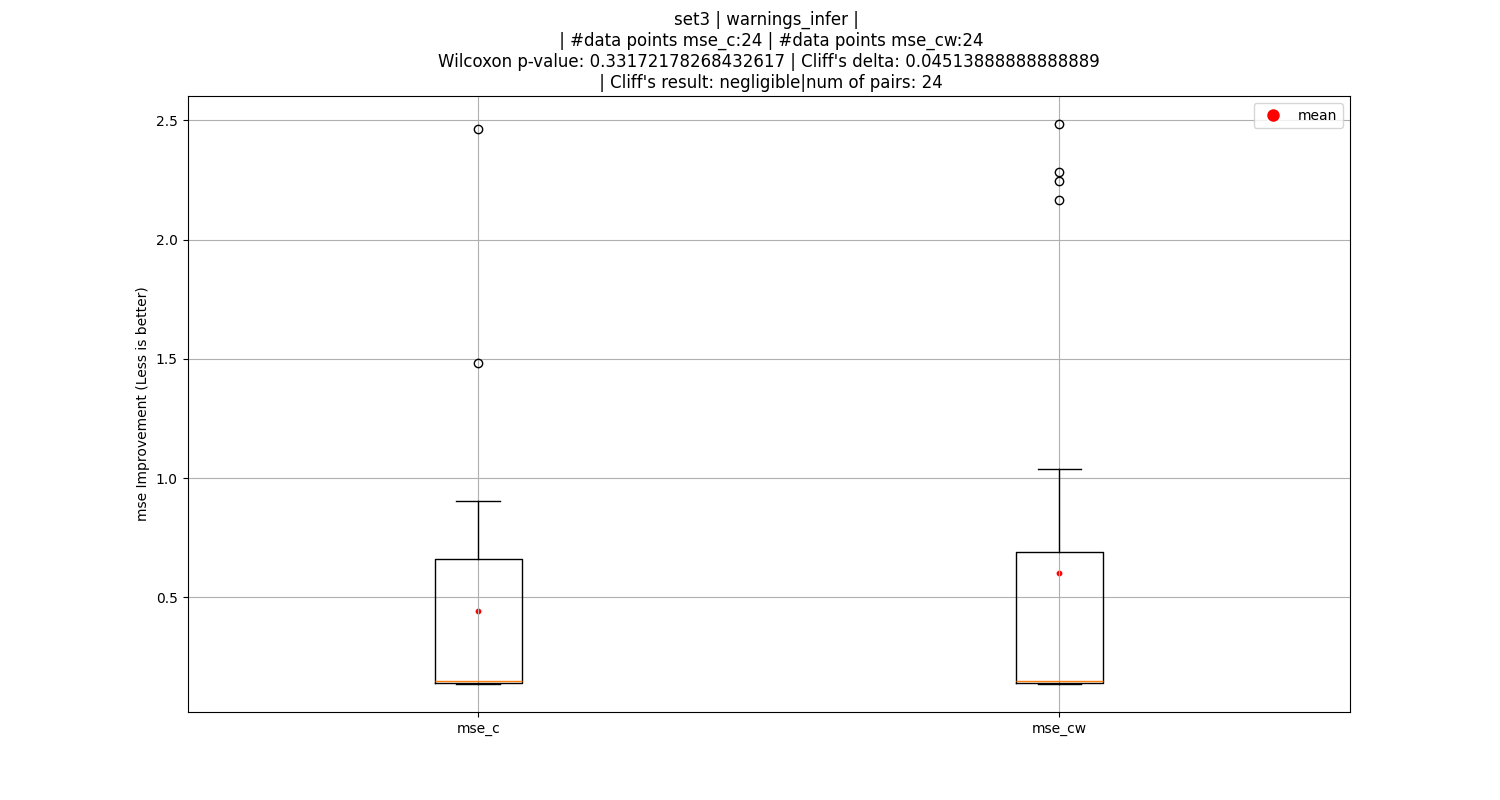 set3 | warnings_infer |
| #data points mse_c:24 | #data points mse_cw:24
Wilcoxon p-value: 0.33172178268432617 | Cliff's delta: 0.04513888888888889
| Cliff's result: negligible|num of pairs: 24
mean
2.5
2.0
1.5
1.0
0.5
mse Improvement (Less is better)
mse_c
mse_cw